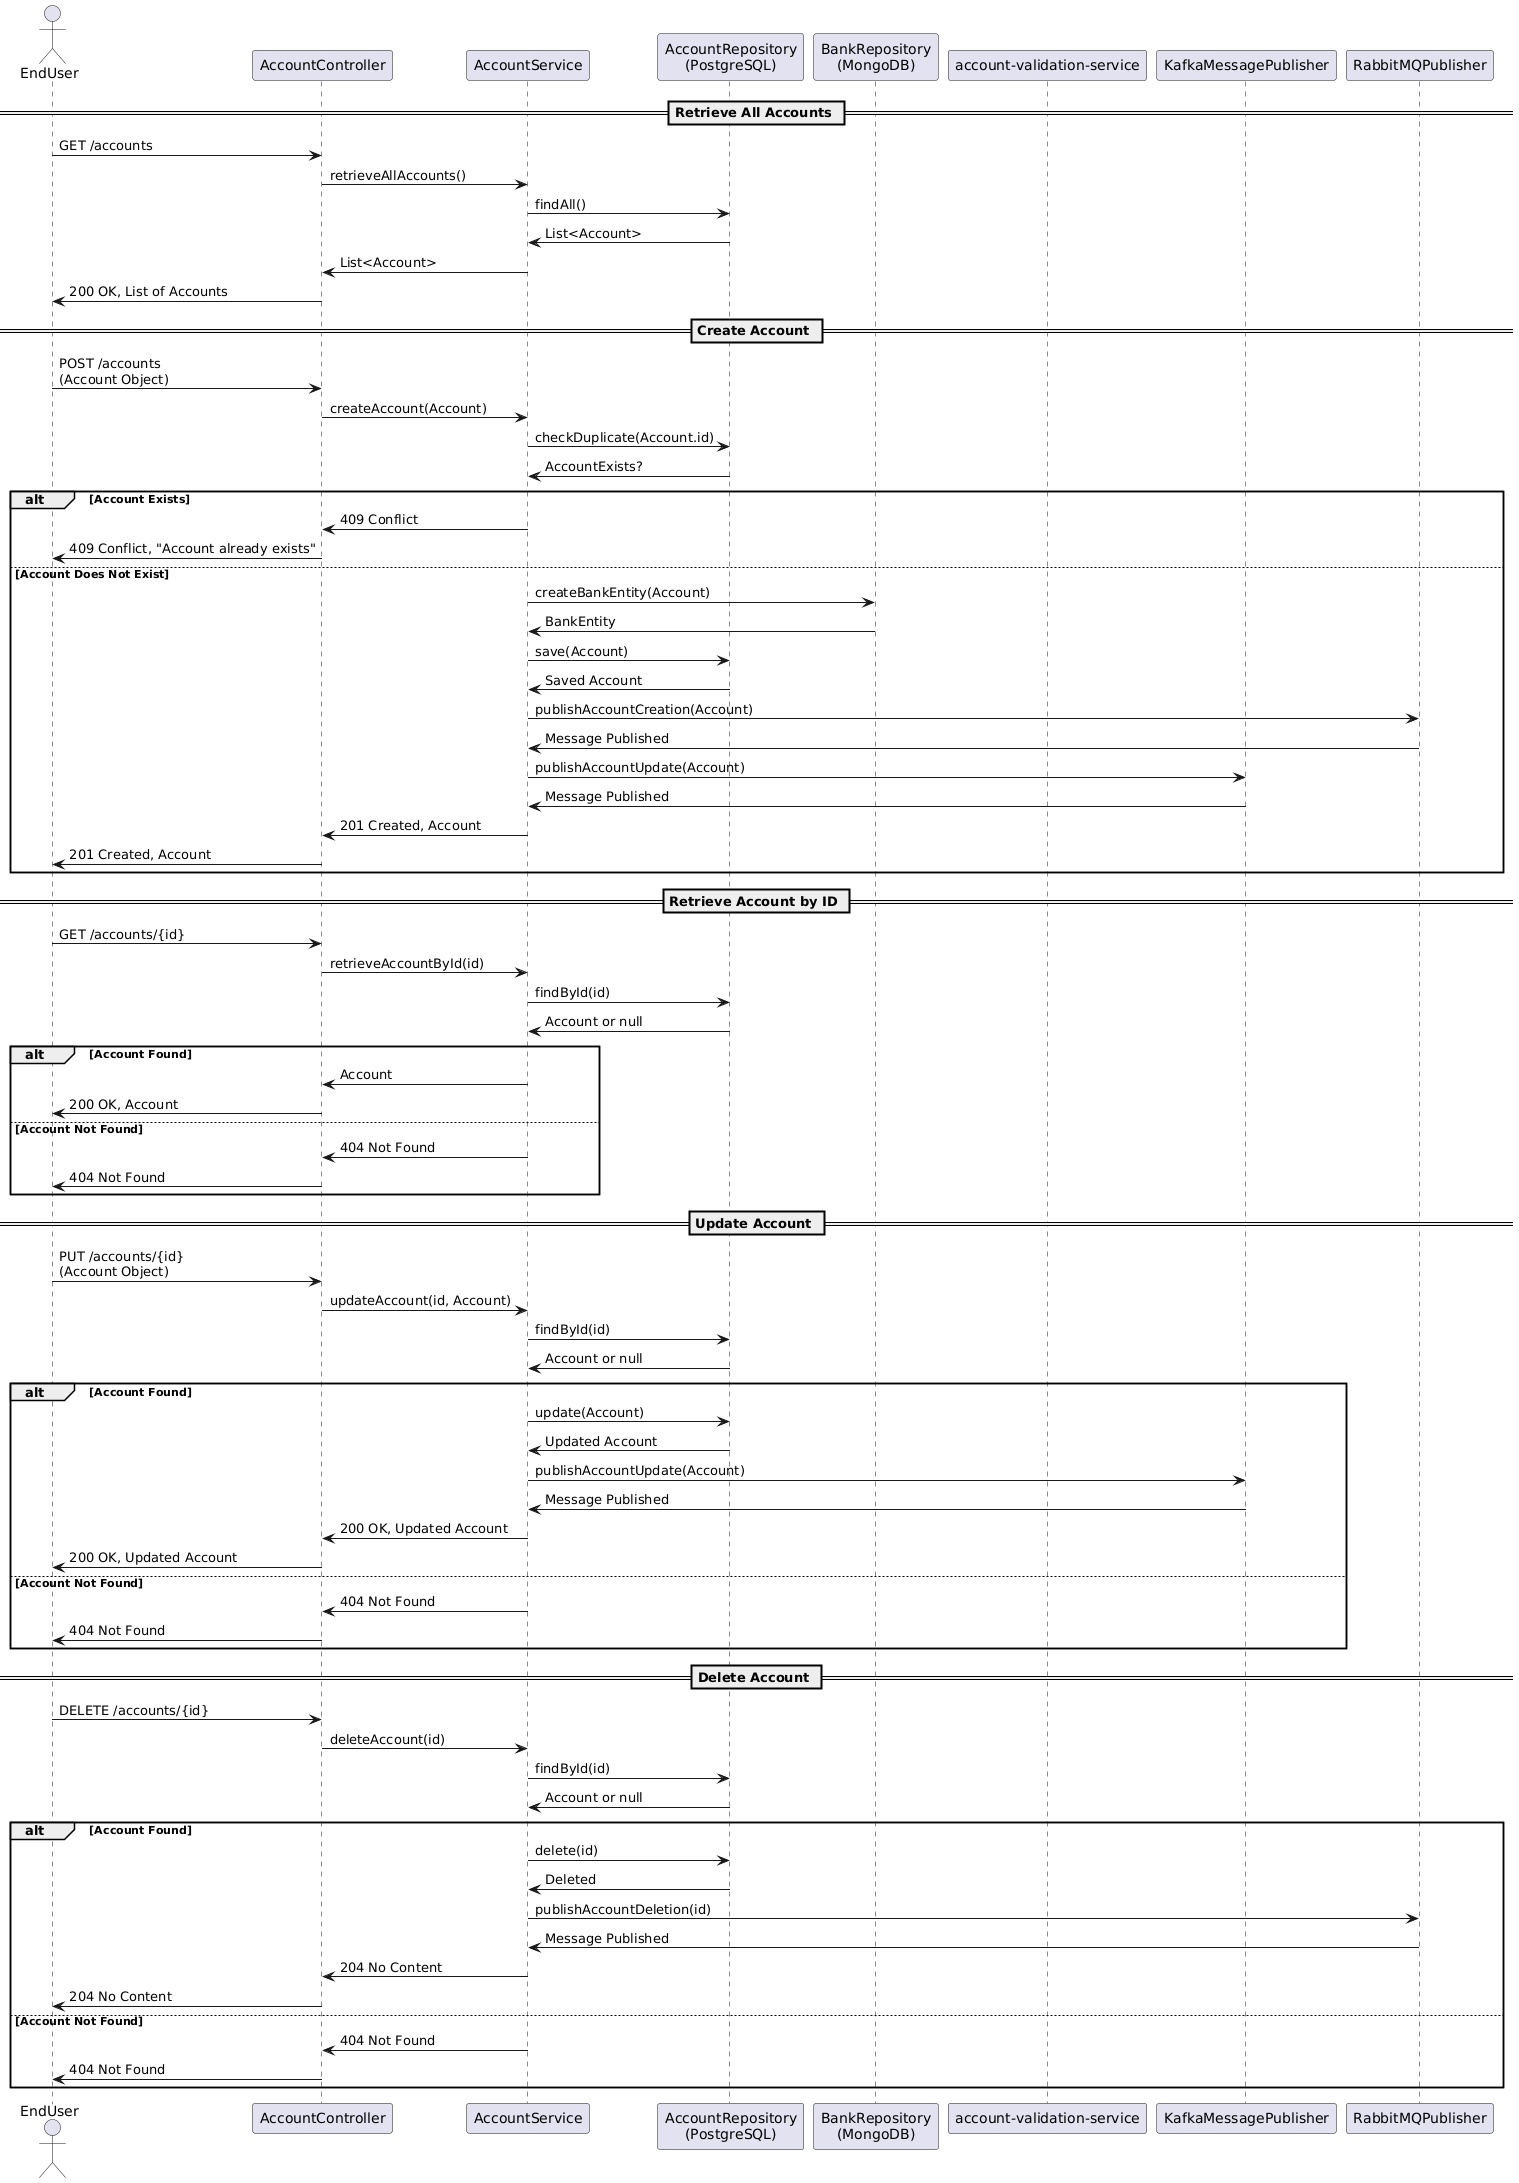 EndUser
AccountController
AccountService
AccountRepository
(PostgreSQL)
BankRepository
(MongoDB)
account-validation-service
KafkaMessagePublisher
RabbitMQPublisher
Retrieve All Accounts
GET /accounts
retrieveAllAccounts()
findAll()
List<Account>
List<Account>
200 OK, List of Accounts
Create Account
POST /accounts
(Account Object)
createAccount(Account)
checkDuplicate(Account.id)
AccountExists?
alt [Account Exists]
409 Conflict
409 Conflict, "Account already exists"
[Account Does Not Exist]
createBankEntity(Account)
BankEntity
save(Account)
Saved Account
publishAccountCreation(Account)
Message Published
publishAccountUpdate(Account)
Message Published
201 Created, Account
201 Created, Account
Retrieve Account by ID
GET /accounts/{id}
retrieveAccountById(id)
findById(id)
Account or null
alt [Account Found]
Account
200 OK, Account
[Account Not Found]
404 Not Found
404 Not Found
Update Account
PUT /accounts/{id}
(Account Object)
updateAccount(id, Account)
findById(id)
Account or null
alt [Account Found]
update(Account)
Updated Account
publishAccountUpdate(Account)
Message Published
200 OK, Updated Account
200 OK, Updated Account
[Account Not Found]
404 Not Found
404 Not Found
Delete Account
DELETE /accounts/{id}
deleteAccount(id)
findById(id)
Account or null
alt [Account Found]
delete(id)
Deleted
publishAccountDeletion(id)
Message Published
204 No Content
204 No Content
[Account Not Found]
404 Not Found
404 Not Found
EndUser
AccountController
AccountService
AccountRepository
(PostgreSQL)
BankRepository
(MongoDB)
account-validation-service
KafkaMessagePublisher
RabbitMQPublisher